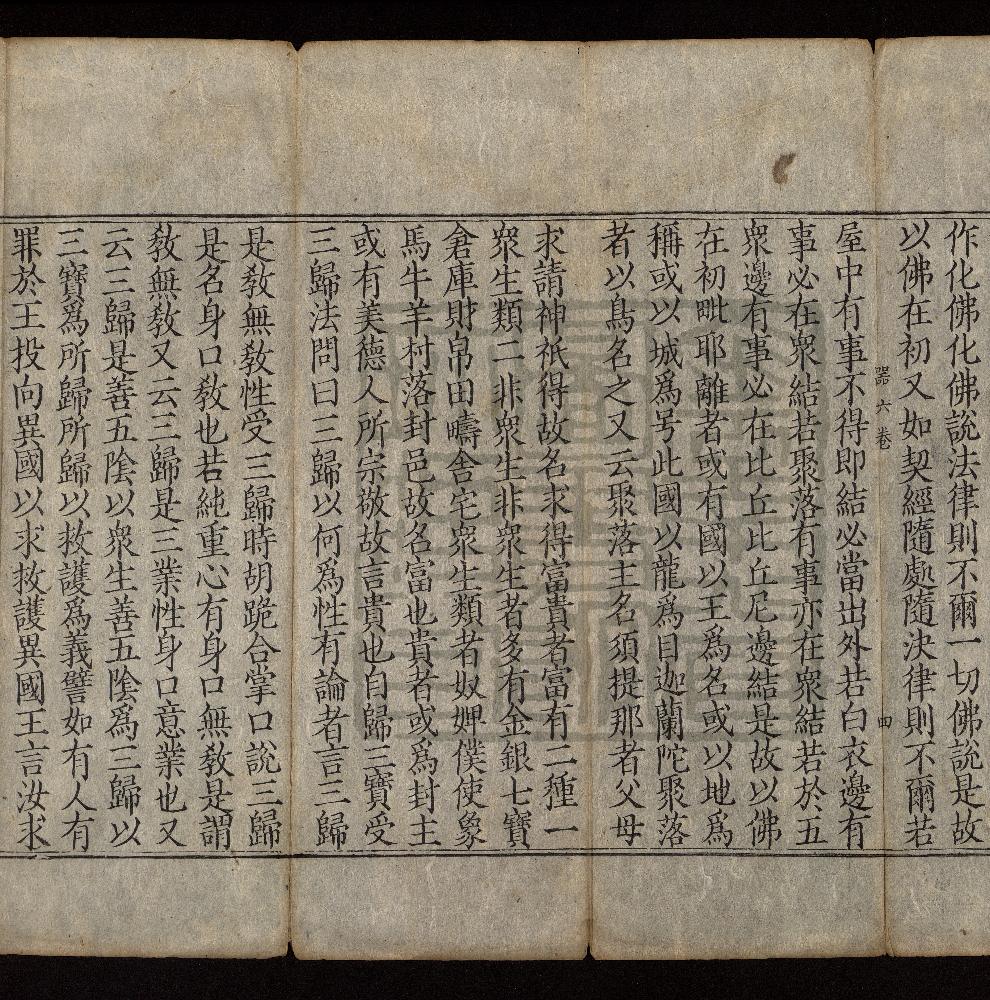 作化佛化佛說法律則不爾一切佛說是故
以佛在初又如契經隨處隨決律則不爾若
噐六卷 四
屋中有事不得即結必當出外若白衣邊有
事必在衆結若聚落有事亦在衆結若於五
衆邊有事必在比丘比丘尼邊結是故以佛
在初毗耶離者或有國以王爲名或以地爲
稱或以城爲号此國以龍爲目迦蘭陀聚落
者以鳥名之又云聚落主名須提那者父母
求請神祇得故名求得富貴者富有二種一
衆生類二非衆生非衆生者多有金銀七寶
倉庫財帛田疇舍宅衆生類者奴婢僕使象
馬牛羊村落封邑故名富也貴者或爲封主
或有美德人所宗敬故言貴也自歸三寶受
三歸法問曰三歸以何爲性有論者言三歸
是教無教性受三歸時胡跪合掌口說三歸
是名身口教也若純重心有身口無教是謂
教無教又云三歸是三業性身口意業也又
云三歸是善五陰以衆生善五陰爲三歸以
三寶爲所歸所歸以救護爲義譬如有人有
罪於王投向異國以求救護異國王言汝求